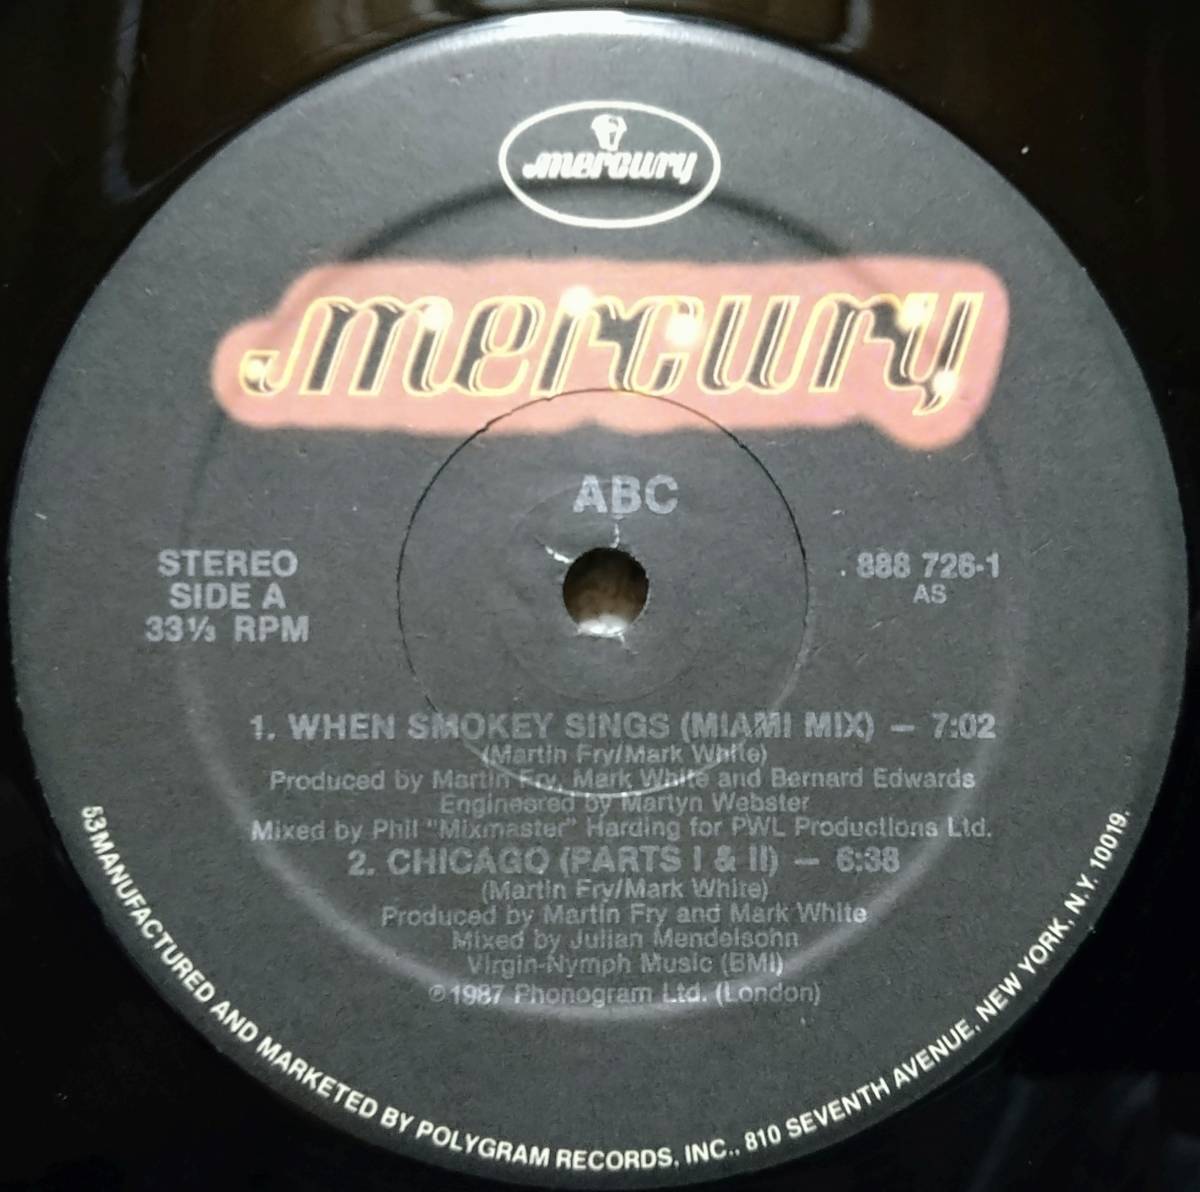 mercury
mercury
ABC
STEREO
SIDE A
33⅓ RPM
888 726-1
AS
1. WHEN SMOKEY SINGS (MIAMI MIX) — 7:02
(Martin Fry/Mark White)
Produced by Martin Fry, Mark White and Bernard Edwards
Engineered by Martyn Webster
Mixed by Phil "Mixmaster" Harding for PWL Productions Ltd.
2. CHICAGO (PARTS I & II) — 6:38
(Martin Fry/Mark White)
Produced by Martin Fry and Mark White
Mixed by Julian Mendelsohn
Virgin-Nymph Music (BMI)
℗ 1987 Phonogram Ltd. (London)
53 MANUFACTURED AND MARKETED BY POLYGRAM RECORDS, INC., 810 SEVENTH AVENUE, NEW YORK, N.Y. 10019.